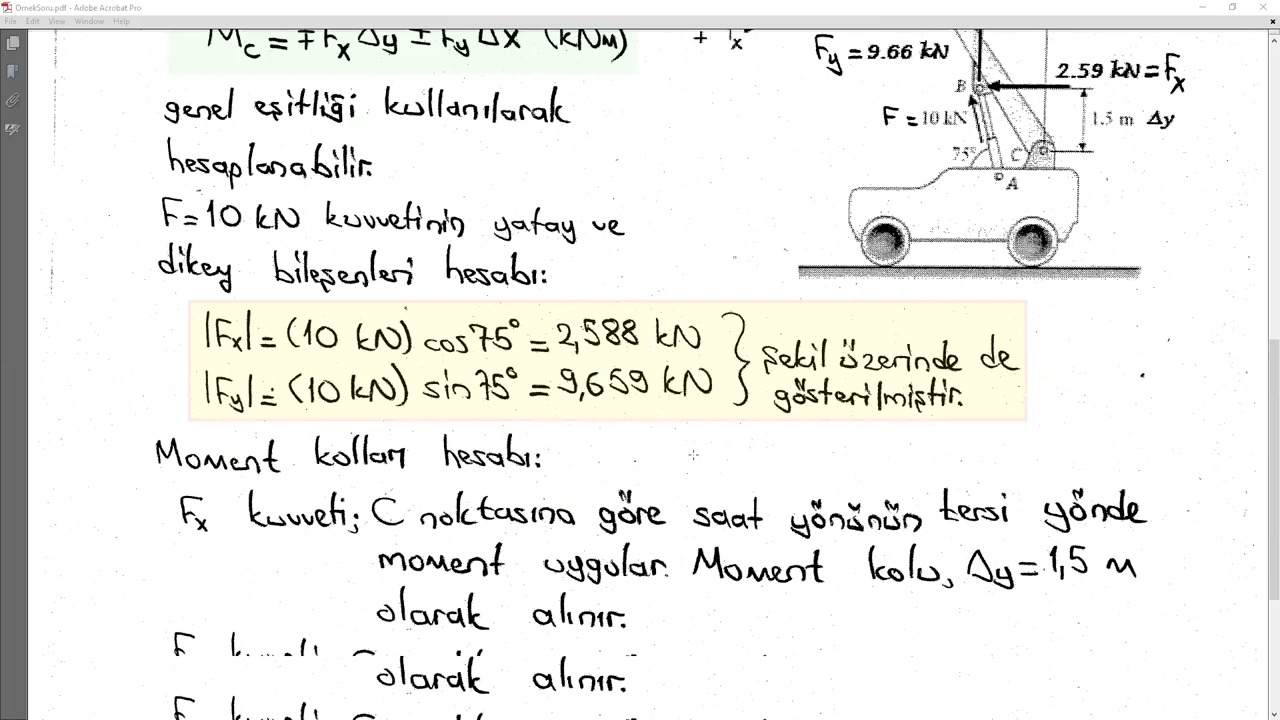 OrnekSoru.pdf - Adobe Acrobat Pro
File Edit View Window Help
M_C = ∓ F_x Δy ± F_y Δx (kNm)
+
genel eşitliği kullanılarak
hesaplanabilir.
F = 10 kN kuvvetinin yatay ve
dikey bileşenleri hesabı:
F_y = 9.66 kN
2.59 kN = F_x
B
F = 10 kN
1.5 m Δy
75°
C
A
|F_x| = (10 kN) cos75° = 2,588 kN
|F_y| = (10 kN) sin75° = 9,659 kN
şekil üzerinde de
gösterilmiştir.
Moment kolları hesabı:
F_x kuvveti; C noktasına göre saat yönünün tersi yönde
moment uygular. Moment kolu, Δy = 1,5 m
olarak alınır.
olarak alınır.